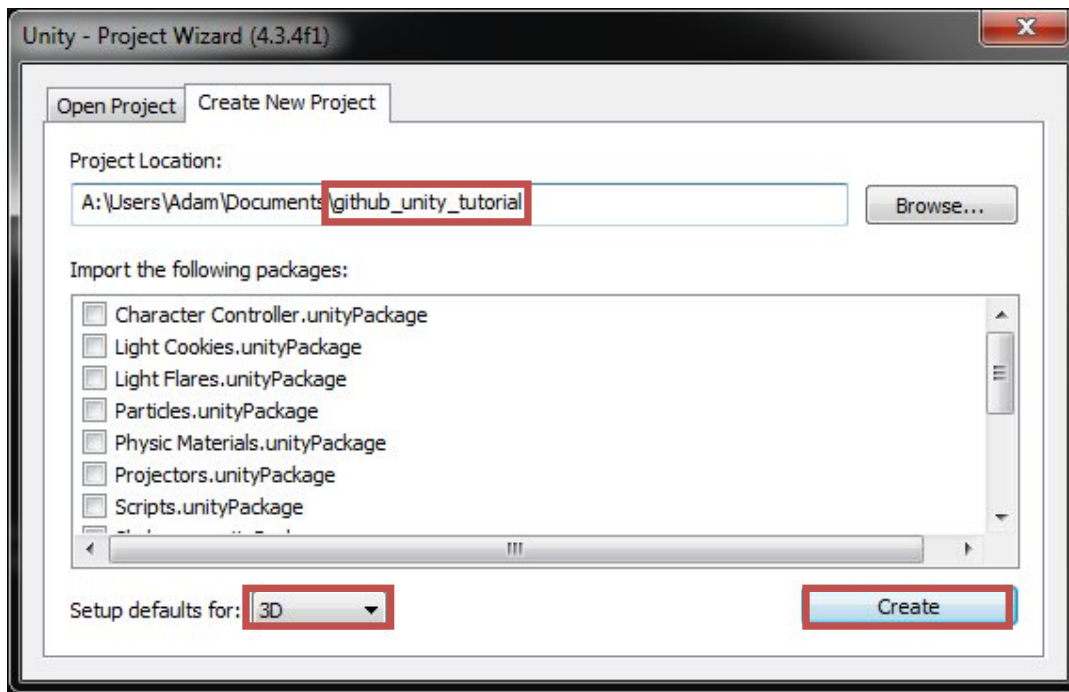 Unity - Project Wizard (4.3.4f1)
Open Project
Create New Project
Project Location:
A:\Users\Adam\Documents\github_unity_tutorial
Browse...
Import the following packages:
Character Controller.unityPackage
Light Cookies.unityPackage
Light Flares.unityPackage
Particles.unityPackage
Physic Materials.unityPackage
Projectors.unityPackage
Scripts.unityPackage
Setup defaults for: 3D
Create